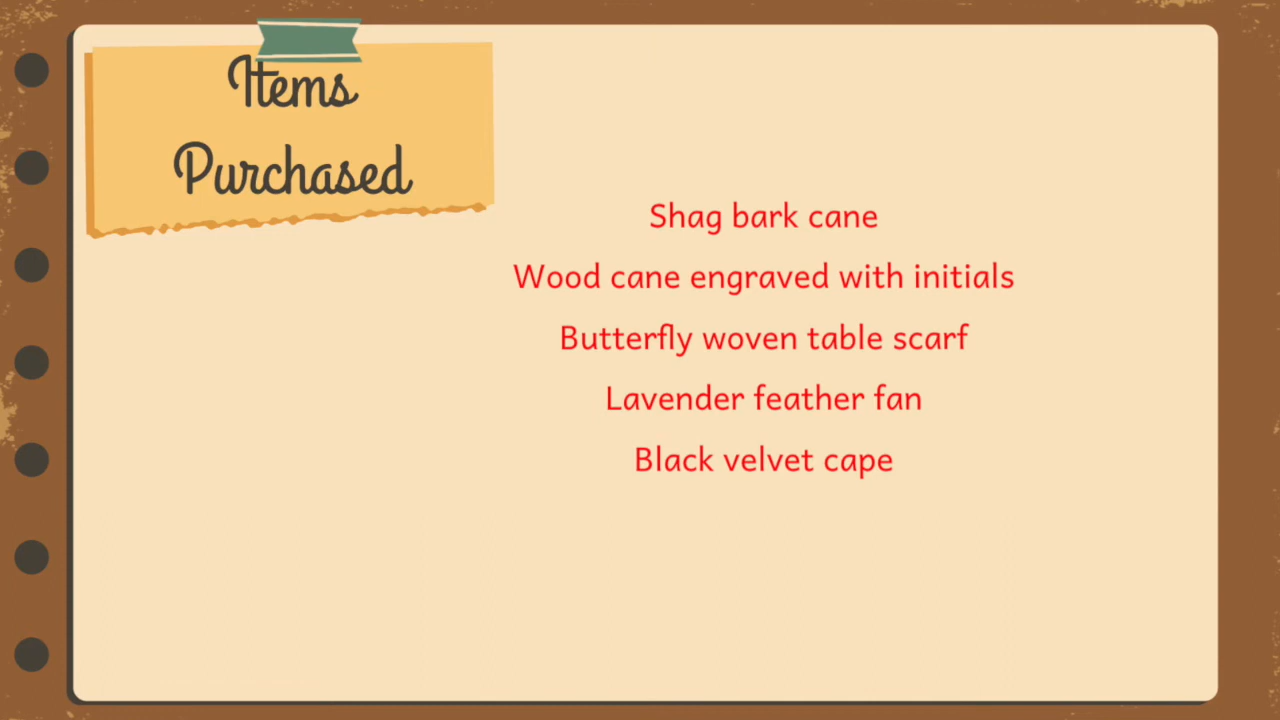 Items
Purchased
Shag bark cane
Wood cane engraved with initials
Butterfly woven table scarf
Lavender feather fan
Black velvet cape